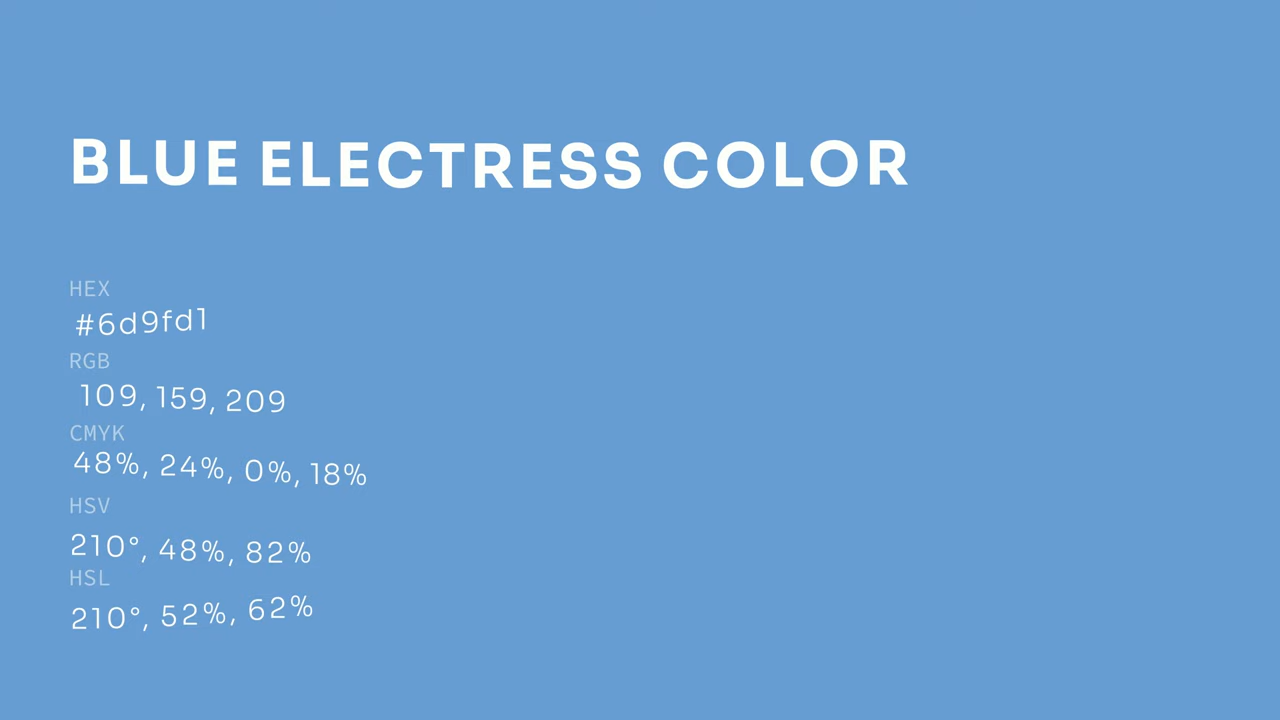 BLUE ELECTRESS COLOR
HEX
#6d9fd1
RGB
109, 159, 209
CMYK
48%, 24%, 0%, 18%
HSV
210°, 48%, 82%
HSL
210°, 52%, 62%